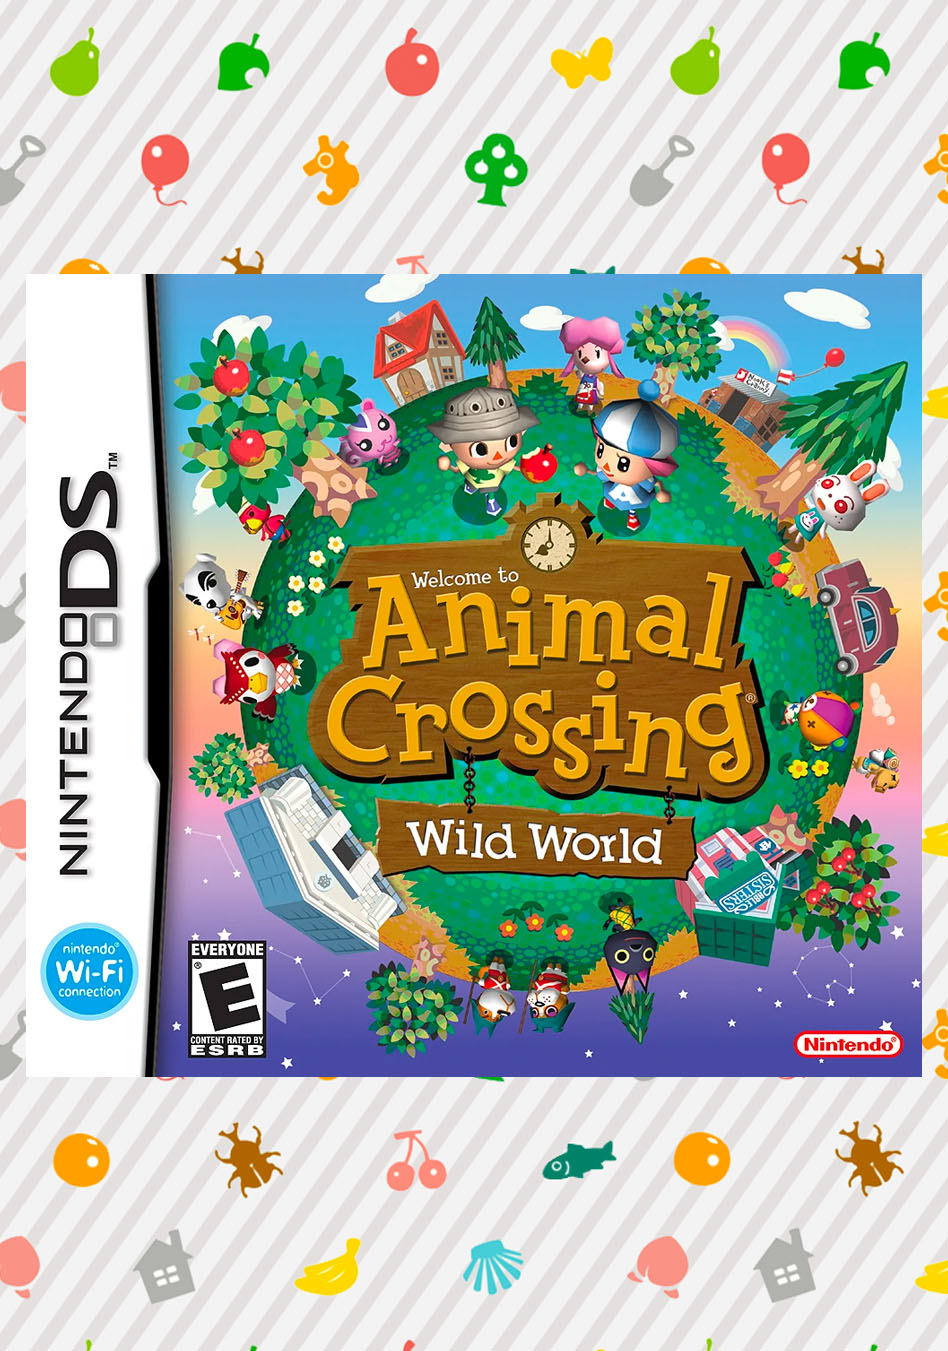 NINTENDO DS™
Welcome to
Animal
Crossing®
Wild World
NOOK'S
CRANNY
ABLE
SISTERS
nintendo®
Wi-Fi
connection
EVERYONE
E®
CONTENT RATED BY
ESRB
Nintendo®